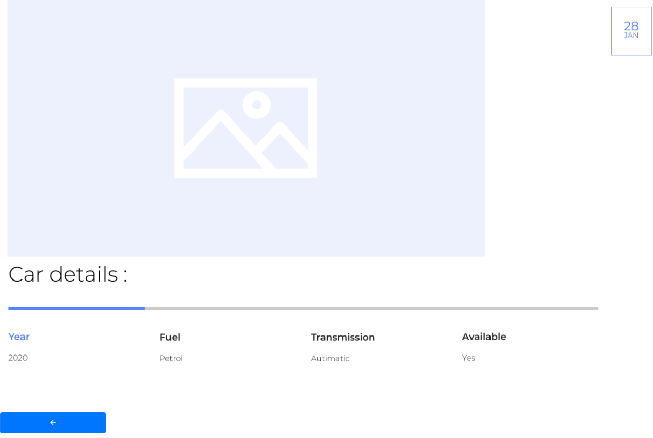 28
JAN
Car details :
Year
Fuel
Transmission
Available
2020
Petrol
Autimatic
Yes